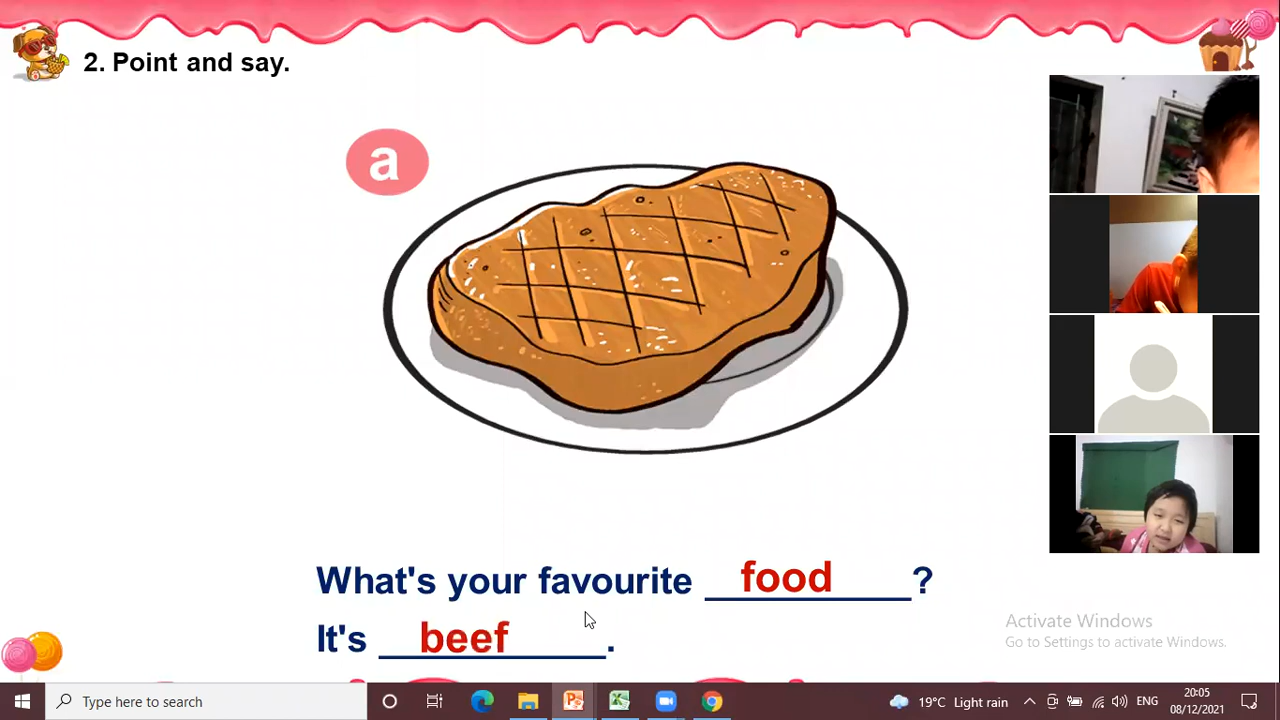 2. Point and say.
a
What's your favourite food?
It's beef.
Activate Windows
Go to Settings to activate Windows.
Type here to search
19°C Light rain
ENG
20:05
08/12/2021